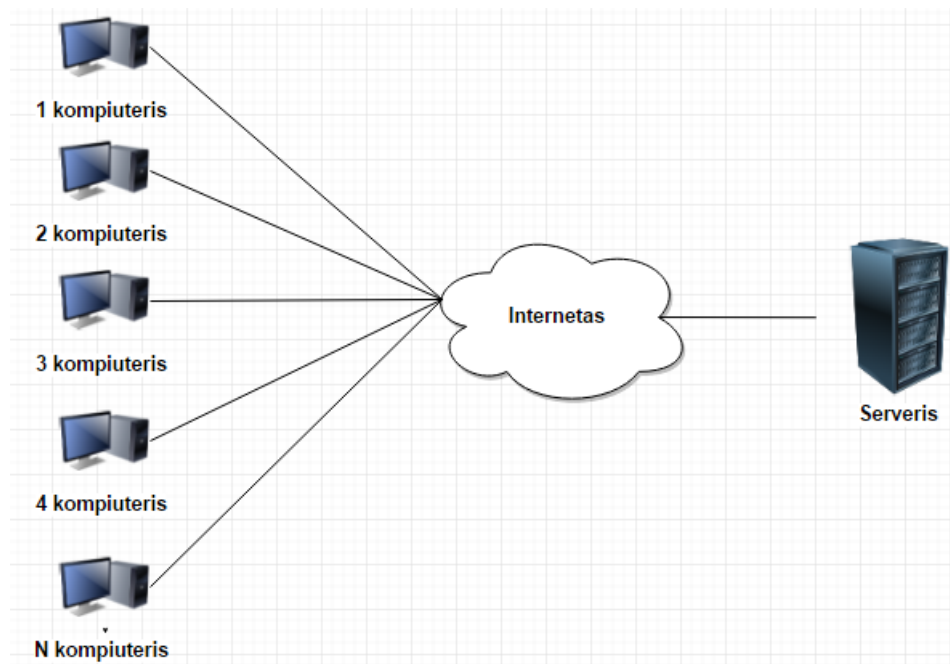 1 kompiuteris
2 kompiuteris
3 kompiuteris
4 kompiuteris
N kompiuteris
Internetas
Serveris